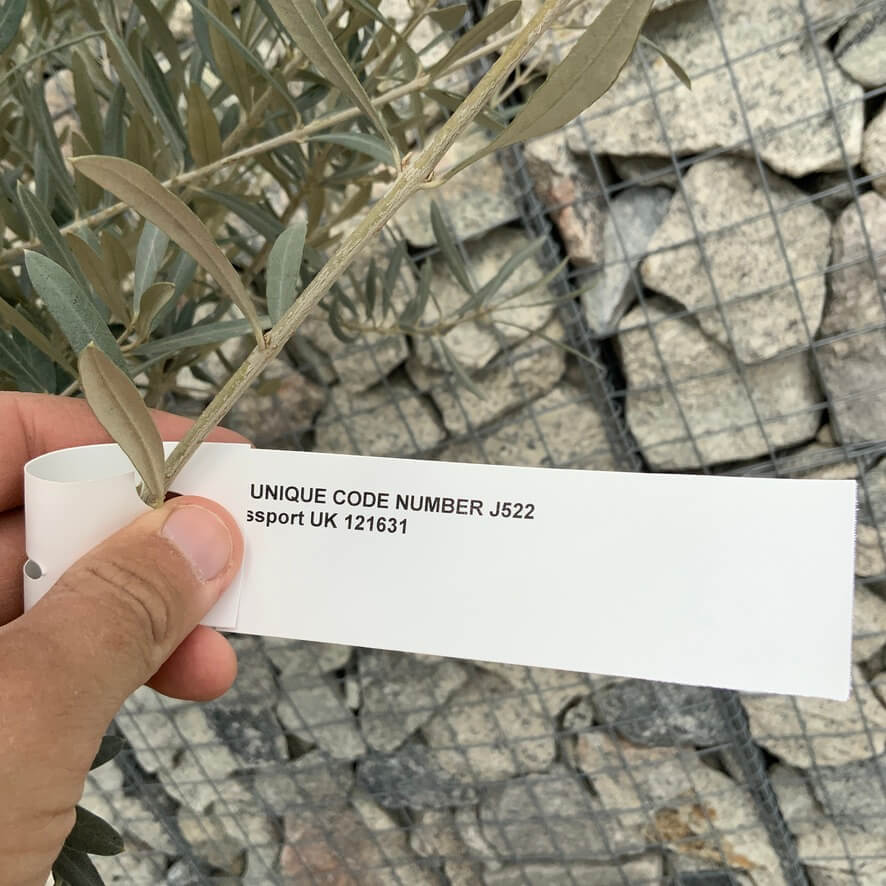 UNIQUE CODE NUMBER J522
ssport UK 121631